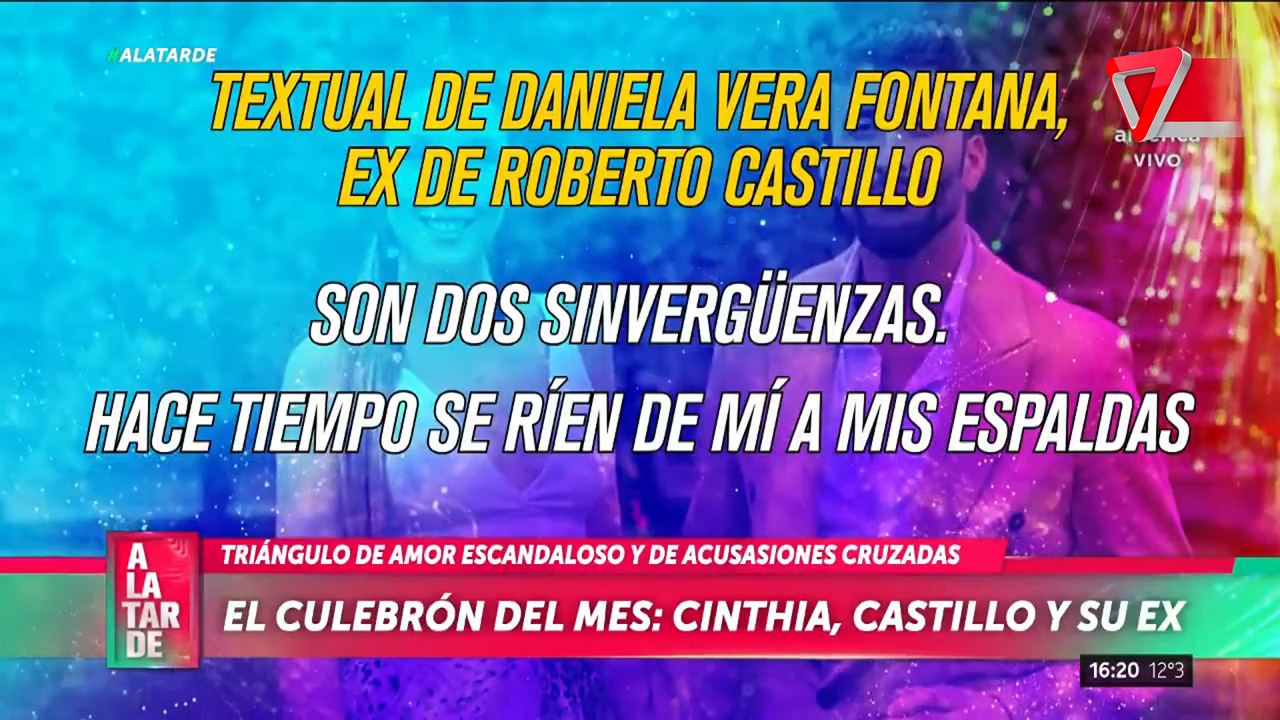 #ALATARDE
TEXTUAL DE DANIELA VERA FONTANA,
EX DE ROBERTO CASTILLO
VIVO
SON DOS SINVERGÜENZAS.
HACE TIEMPO SE RÍEN DE MÍ A MIS ESPALDAS
TRIÁNGULO DE AMOR ESCANDALOSO Y DE ACUSASIONES CRUZADAS
A
LA
TAR
DE
EL CULEBRÓN DEL MES: CINTHIA, CASTILLO Y SU EX
16:20 12°3